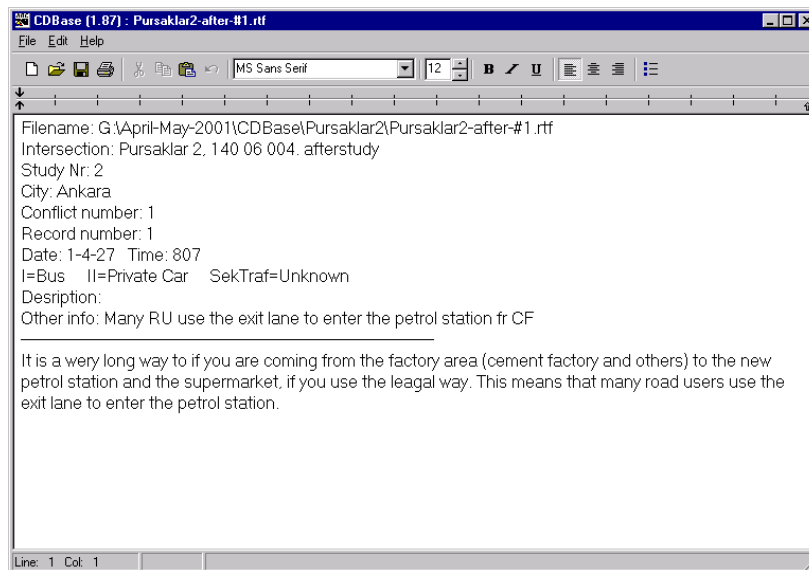 CDBase (1.87) : Pursaklar2-after-#1.rtf
File Edit Help
MS Sans Serif 12 B I U
Filename: G:\April-May-2001\CDBase\Pursaklar2\Pursaklar2-after-#1.rtf
Intersection: Pursaklar 2, 140 06 004. afterstudy
Study Nr: 2
City: Ankara
Conflict number: 1
Record number: 1
Date: 1-4-27 Time: 807
I=Bus II=Private Car SekTraf=Unknown
Desription:
Other info: Many RU use the exit lane to enter the petrol station fr CF
It is a wery long way to if you are coming from the factory area (cement factory and others) to the new
petrol station and the supermarket, if you use the leagal way. This means that many road users use the
exit lane to enter the petrol station.
Line: 1 Col: 1